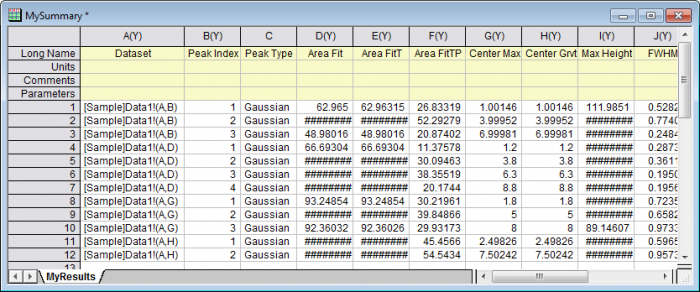 MySummary *
A(Y) B(Y) C D(Y) E(Y) F(Y) G(Y) H(Y) I(Y) J(Y)
Long Name Dataset Peak Index Peak Type Area Fit Area FitT Area FitTP Center Max Center Grvt Max Height FWHM
Units
Comments
Parameters
1 [Sample]Data1!(A,B) 1 Gaussian 62.965 62.96315 26.83319 1.00146 1.00146 111.9851 0.5282
2 [Sample]Data1!(A,B) 2 Gaussian ######## ######## 52.29279 3.99952 3.99952 ######## 0.7740
3 [Sample]Data1!(A,B) 3 Gaussian 48.98016 48.98016 20.87402 6.99981 6.99981 ######## 0.2484
4 [Sample]Data1!(A,D) 1 Gaussian 66.69304 66.69304 11.37578 1.2 1.2 ######## 0.2873
5 [Sample]Data1!(A,D) 2 Gaussian ######## ######## 30.09463 3.8 3.8 ######## 0.3611
6 [Sample]Data1!(A,D) 3 Gaussian ######## ######## 38.35519 6.3 6.3 ######## 0.1950
7 [Sample]Data1!(A,D) 4 Gaussian ######## ######## 20.1744 8.8 8.8 ######## 0.1956
8 [Sample]Data1!(A,G) 1 Gaussian 93.24854 93.24854 30.21961 1.8 1.8 ######## 0.7235
9 [Sample]Data1!(A,G) 2 Gaussian ######## ######## 39.84866 5 5 ######## 0.6582
10 [Sample]Data1!(A,G) 3 Gaussian 92.36032 92.36026 29.93173 8 8 89.14607 0.9733
11 [Sample]Data1!(A,H) 1 Gaussian ######## ######## 45.4566 2.49826 2.49826 ######## 0.5965
12 [Sample]Data1!(A,H) 2 Gaussian ######## ######## 54.5434 7.50242 7.50242 ######## 0.9573
13
MyResults